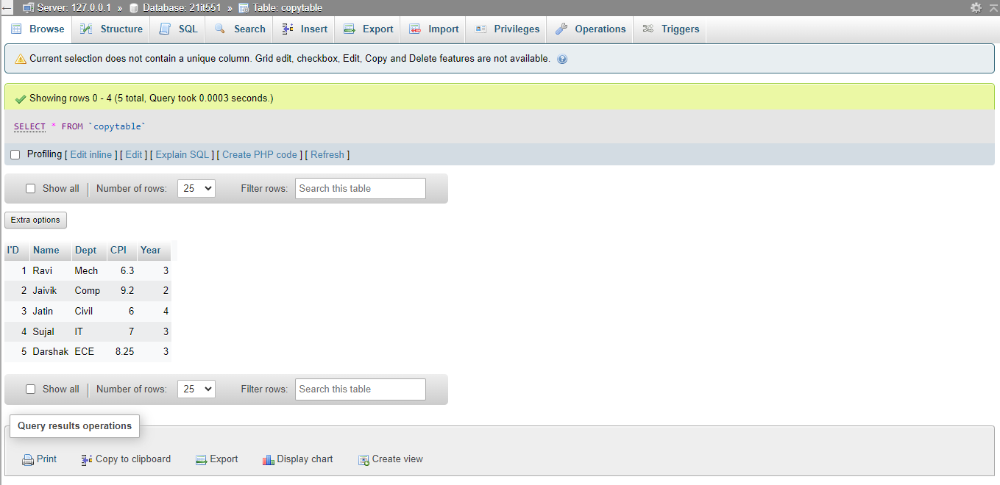 Server: 127.0.0.1 » Database: 21it551 » Table: copytable
Browse Structure SQL Search Insert Export Import Privileges Operations Triggers
Current selection does not contain a unique column. Grid edit, checkbox, Edit, Copy and Delete features are not available.
Showing rows 0 - 4 (5 total, Query took 0.0003 seconds.)
SELECT * FROM `copytable`
Profiling [ Edit inline ] [ Edit ] [ Explain SQL ] [ Create PHP code ] [ Refresh ]
Show all Number of rows: 25 Filter rows: Search this table
Extra options
I'D Name Dept CPI Year
1 Ravi Mech 6.3 3
2 Jaivik Comp 9.2 2
3 Jatin Civil 6 4
4 Sujal IT 7 3
5 Darshak ECE 8.25 3
Show all Number of rows: 25 Filter rows: Search this table
Query results operations
Print Copy to clipboard Export Display chart Create view